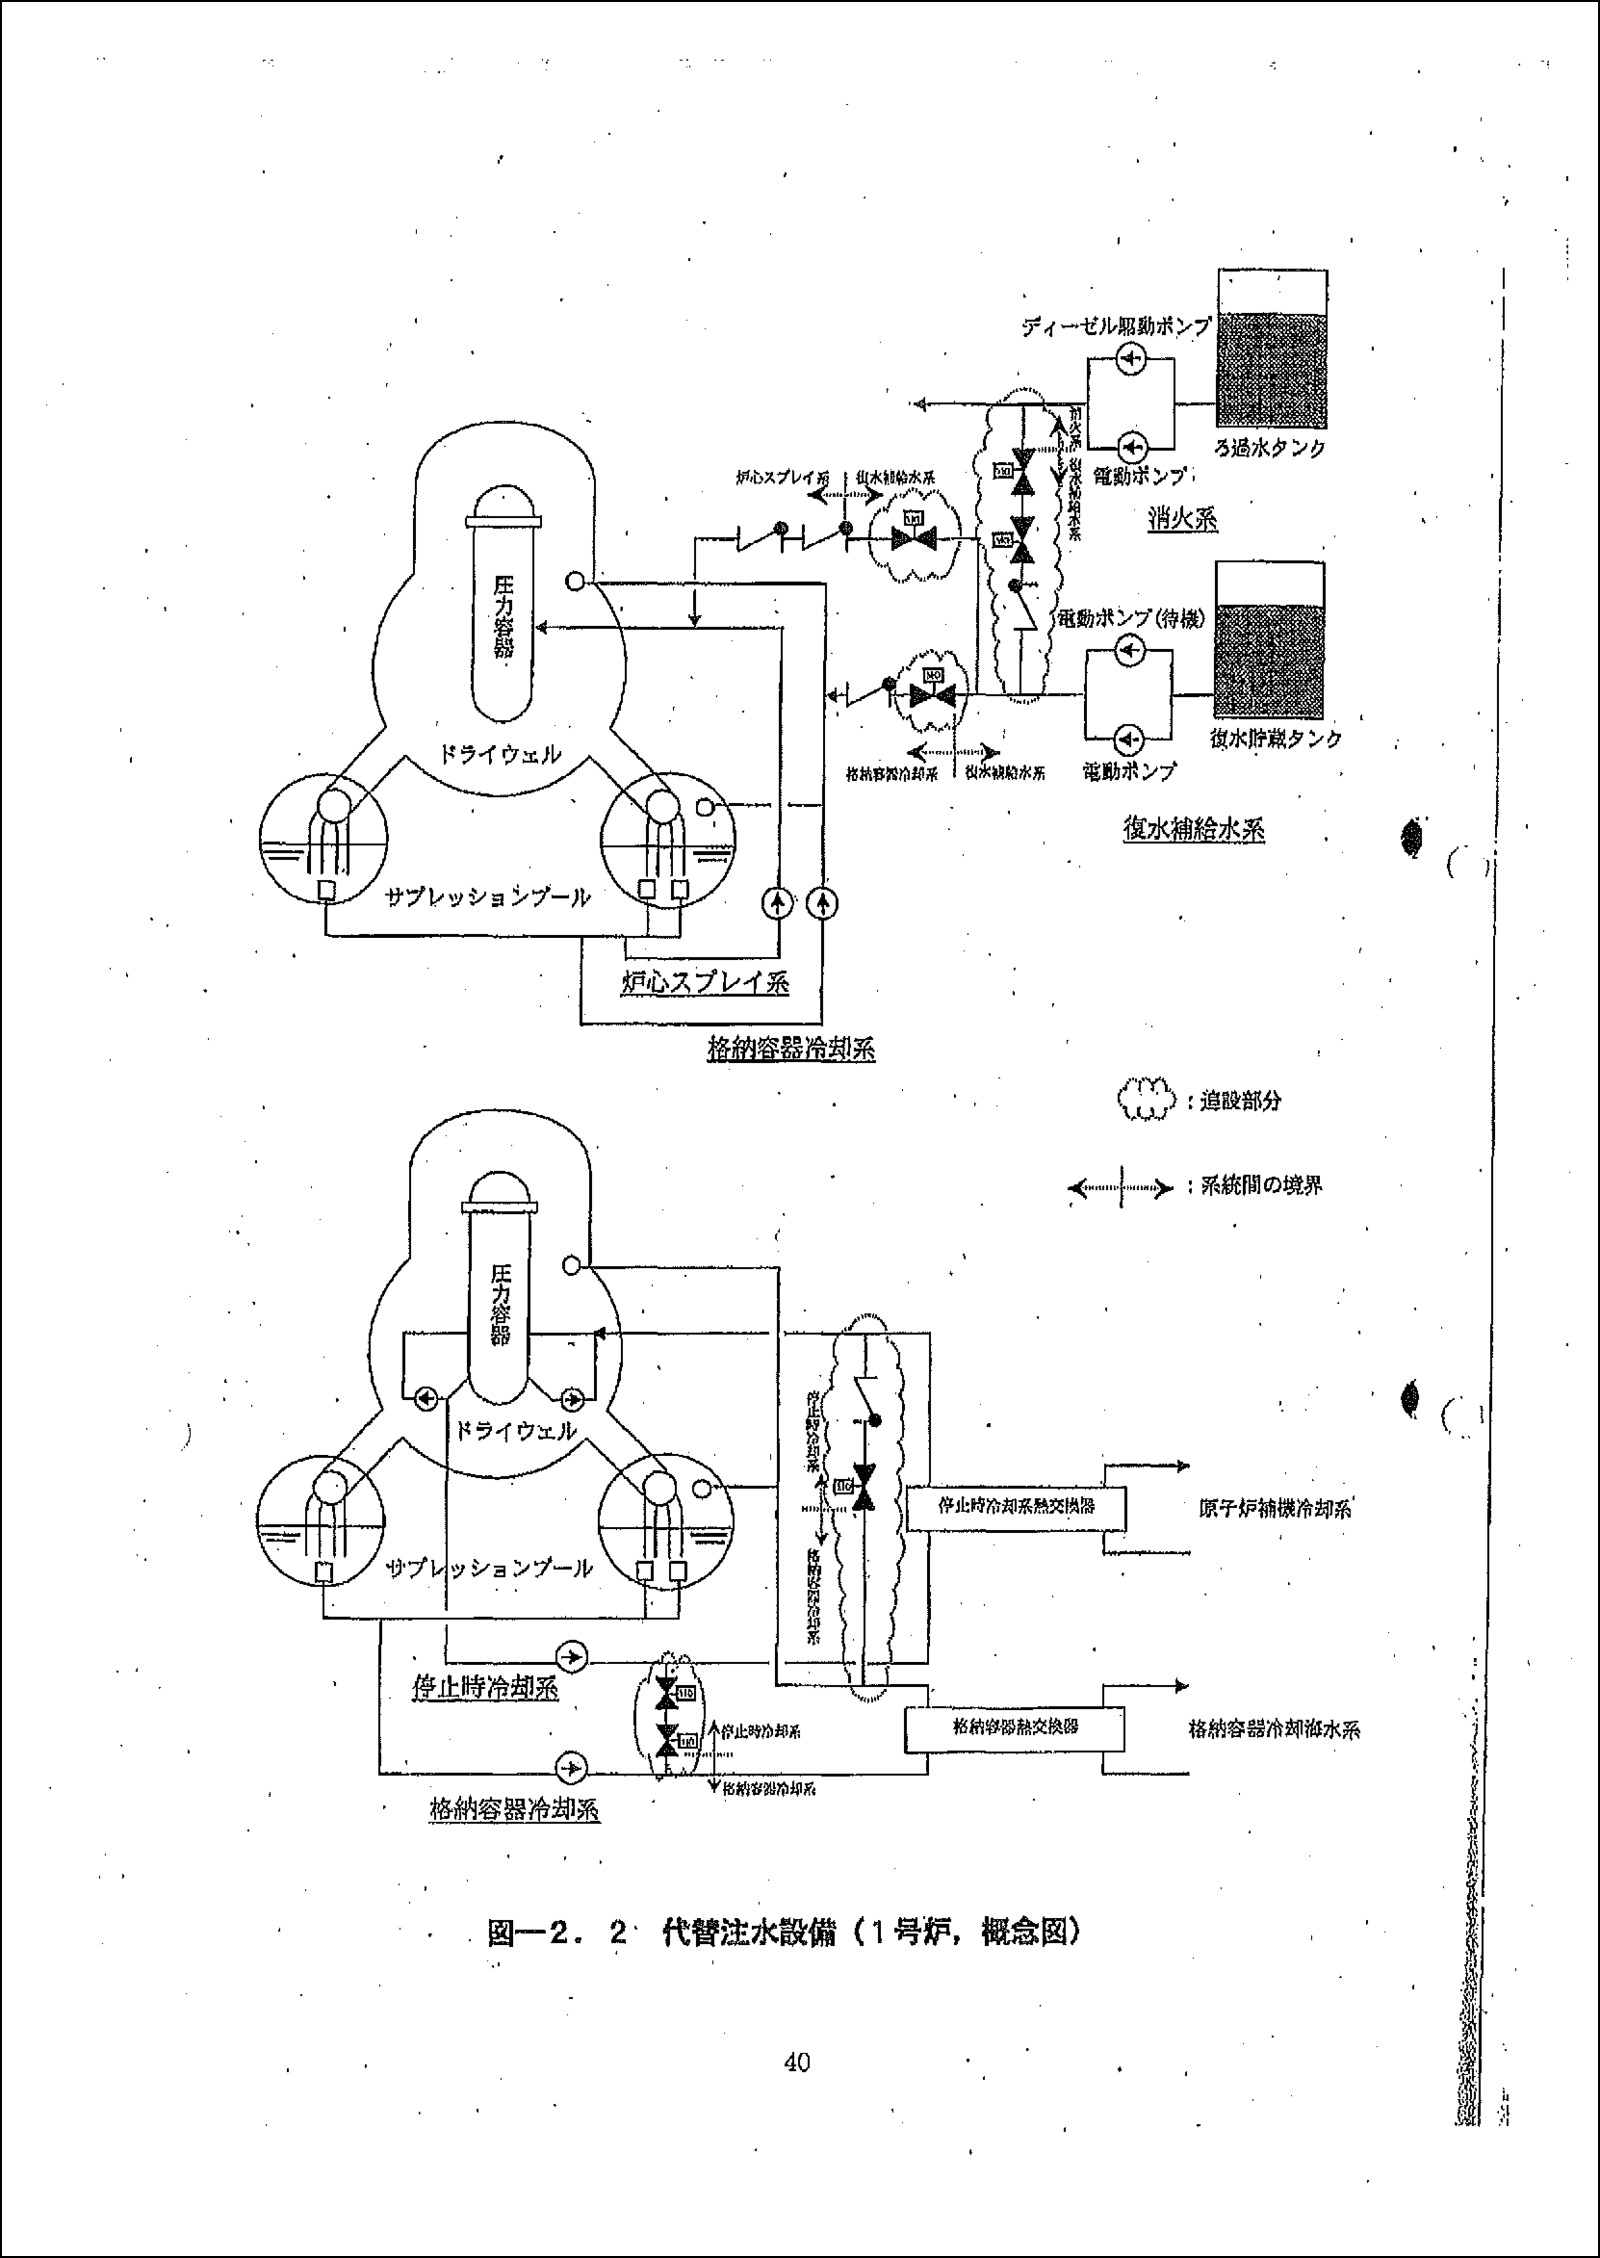 ディーゼル駆動ポンプ
ろ過水タンク
電動ポンプ
消火系
消火系
復水補給水系
炉心スプレイ系
復水補給水系
MO
MO
MO
圧力容器
電動ポンプ(待機)
MO
ドライウェル
復水貯蔵タンク
格納容器冷却系
復水補給水系
電動ポンプ
復水補給水系
サプレッションプール
炉心スプレイ系
格納容器冷却系
：追設部分
：系統間の境界
圧力容器
停止時冷却系
ドライウェル
MO
停止時冷却系熱交換器
原子炉補機冷却系
格納容器冷却系
サプレッションプール
停止時冷却系
MO
格納容器熱交換器
格納容器冷却海水系
停止時冷却系
MO
格納容器冷却系
格納容器冷却系
図―2．2 代替注水設備（1号炉，概念図）
40